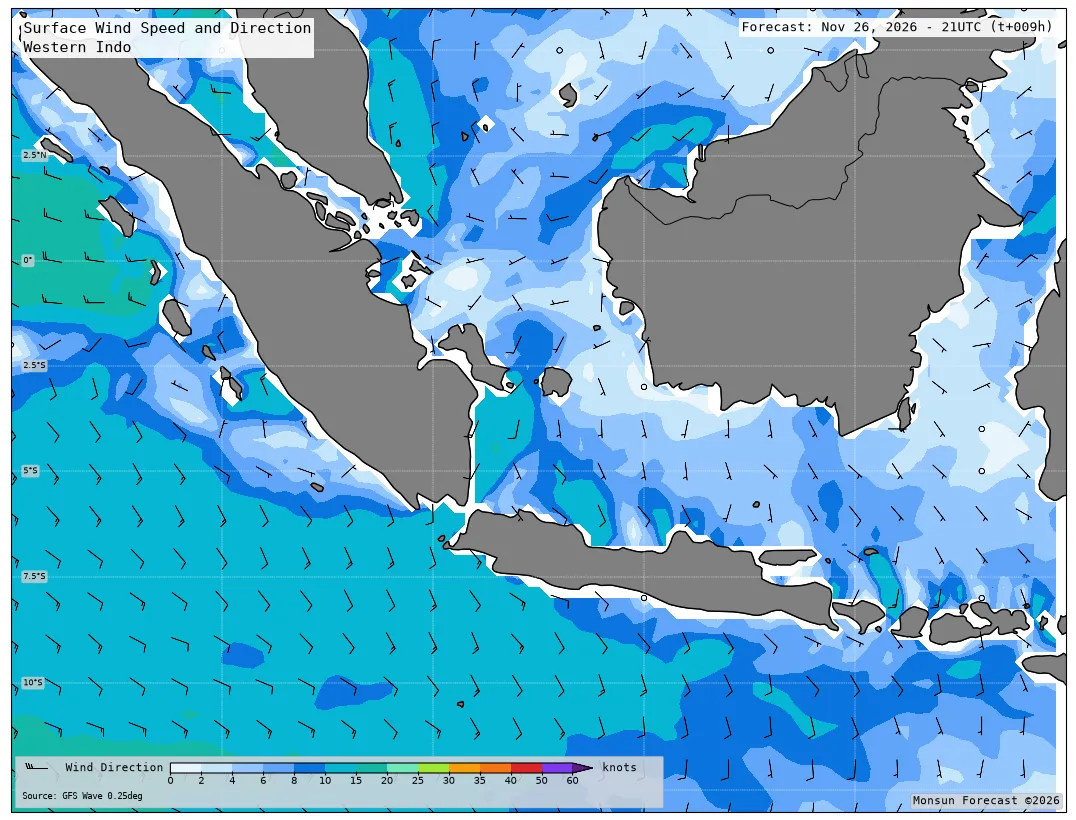 Surface Wind Speed and Direction
Western Indo
Forecast: Nov 26, 2026 - 21UTC (t+009h)
2.5°N
0°
2.5°S
5°S
7.5°S
10°S
Wind Direction
knots
0 2 4 6 8 10 15 20 25 30 35 40 50 60
Source: GFS Wave 0.25deg
Monsun Forecast ©2026